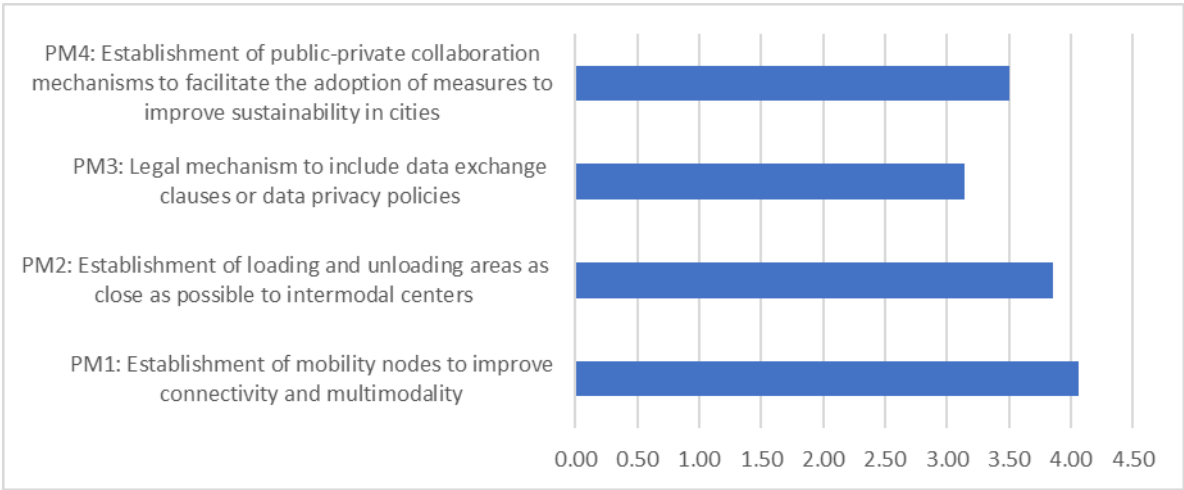 PM4: Establishment of public-private collaboration
mechanisms to facilitate the adoption of measures to
improve sustainability in cities
PM3: Legal mechanism to include data exchange
clauses or data privacy policies
PM2: Establishment of loading and unloading areas as
close as possible to intermodal centers
PM1: Establishment of mobility nodes to improve
connectivity and multimodality
0.00 0.50 1.00 1.50 2.00 2.50 3.00 3.50 4.00 4.50